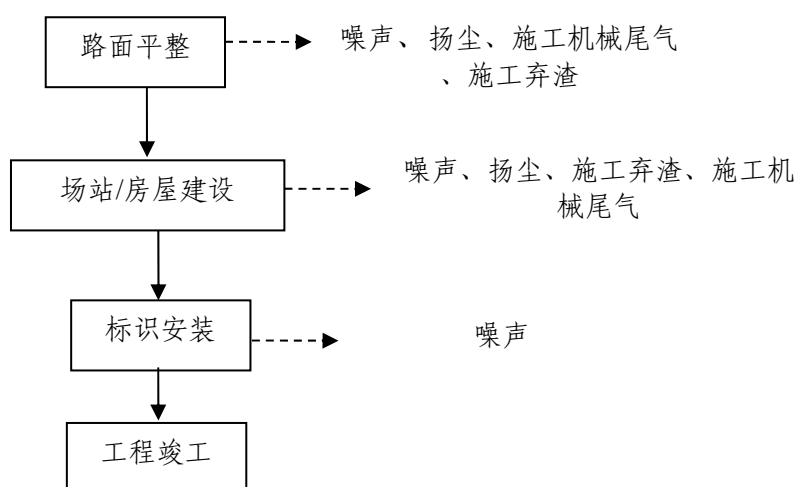 路面平整
噪声、扬尘、施工机械尾气
、施工弃渣
场站/房屋建设
噪声、扬尘、施工弃渣、施工机
械尾气
标识安装
噪声
工程竣工